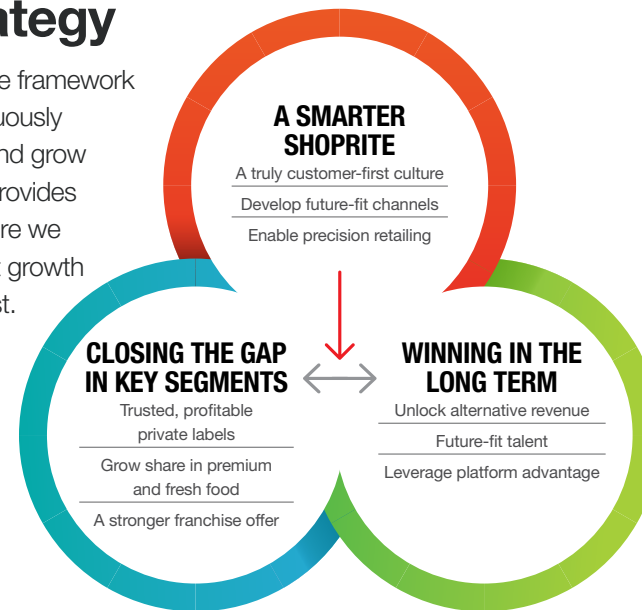 ategy
e framework
uously
nd grow
rovides
re we
t growth
st.
A SMARTER
SHOPRITE
A truly customer-first culture
Develop future-fit channels
Enable precision retailing
CLOSING THE GAP
IN KEY SEGMENTS
Trusted, profitable
private labels
Grow share in premium
and fresh food
A stronger franchise offer
WINNING IN THE
LONG TERM
Unlock alternative revenue
Future-fit talent
Leverage platform advantage